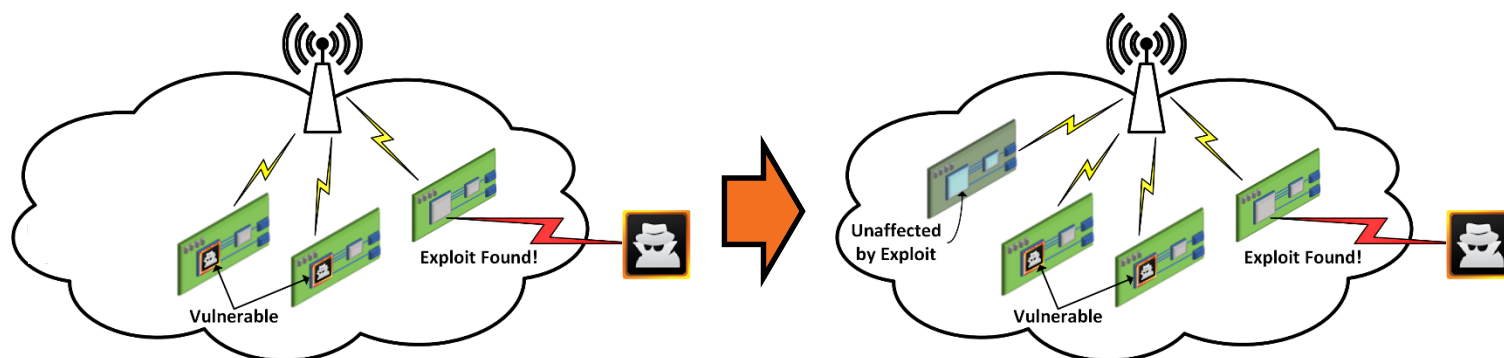 Exploit Found!
Vulnerable
Unaffected
by Exploit
Exploit Found!
Vulnerable